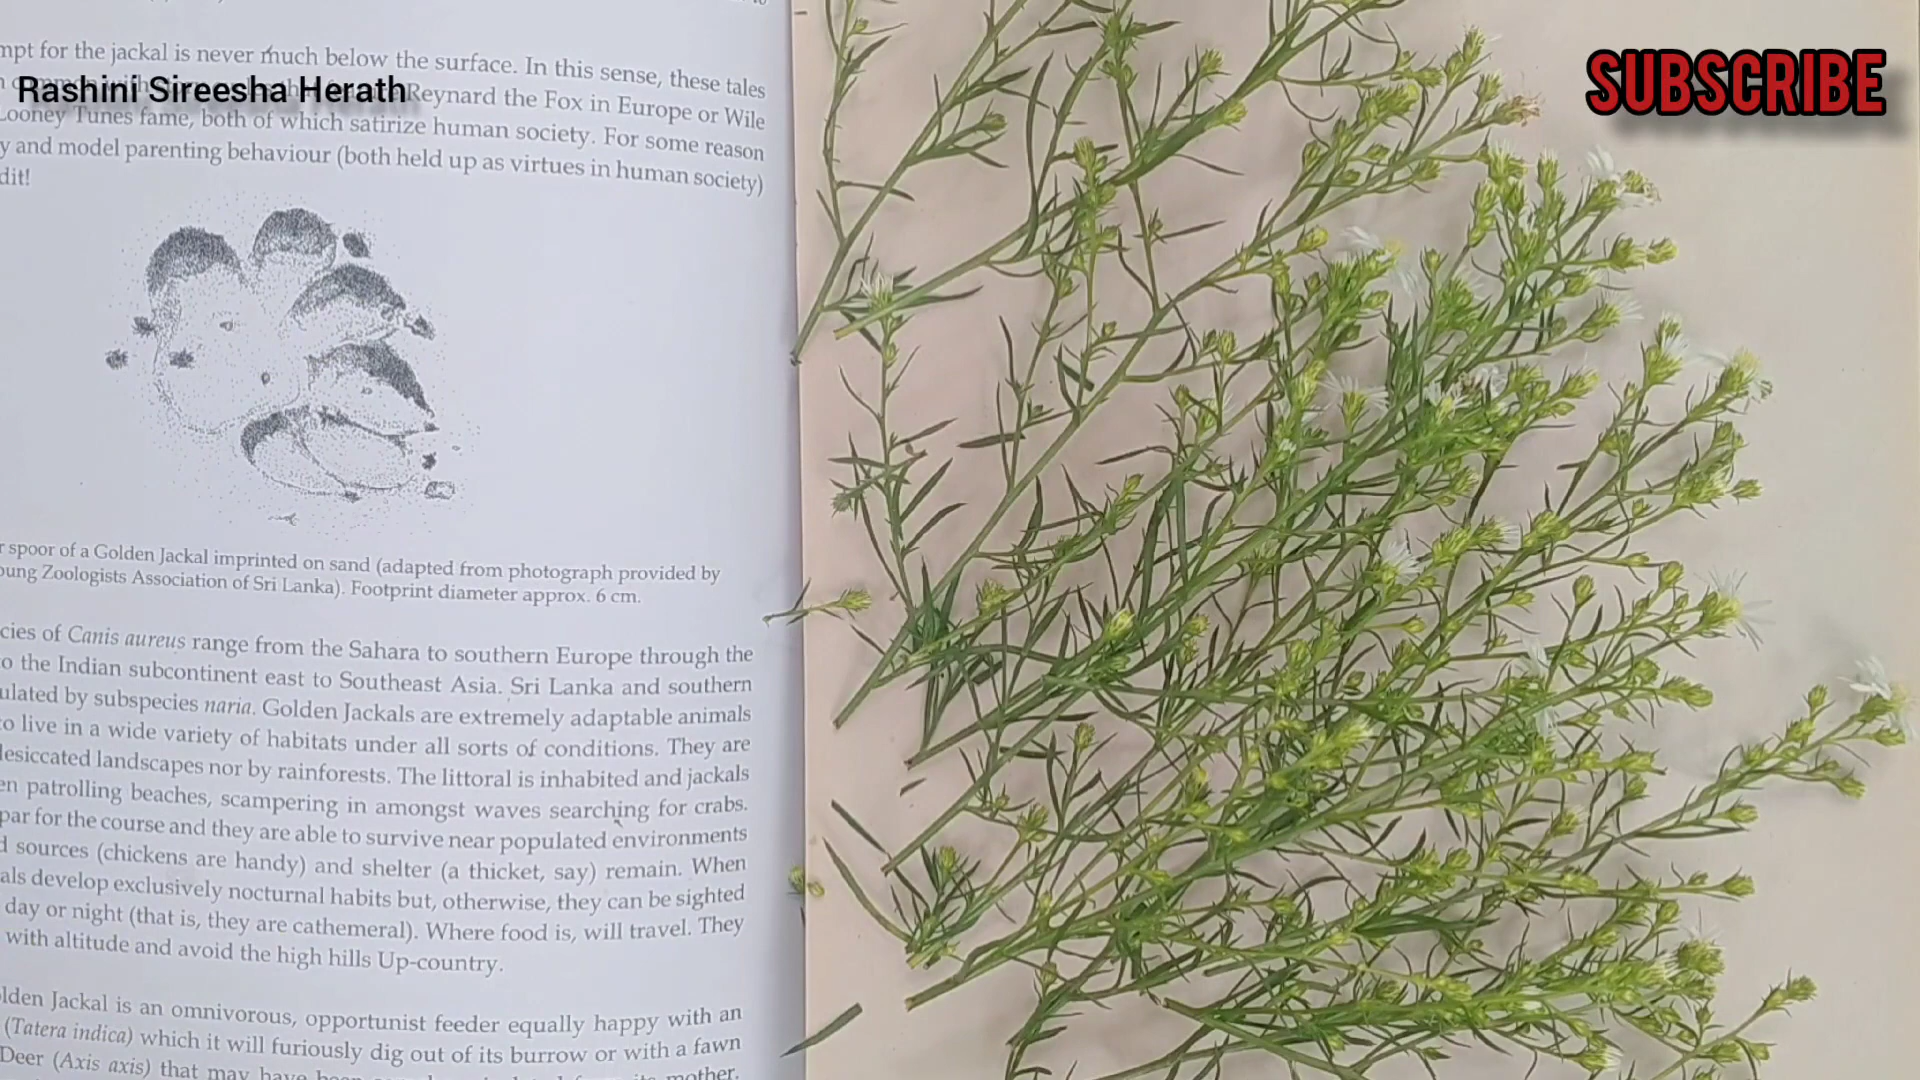 mpt for the jackal is never much below the surface. In this sense, these tales
Rashini Sireesha Herath
Reynard the Fox in Europe or Wile
Looney Tunes fame, both of which satirize human society. For some reason
y and model parenting behaviour (both held up as virtues in human society)
dit!
SUBSCRIBE
r spoor of a Golden Jackal imprinted on sand (adapted from photograph provided by
oung Zoologists Association of Sri Lanka). Footprint diameter approx. 6 cm.
cies of Canis aureus range from the Sahara to southern Europe through the
o the Indian subcontinent east to Southeast Asia. Sri Lanka and southern
ulated by subspecies naria. Golden Jackals are extremely adaptable animals
to live in a wide variety of habitats under all sorts of conditions. They are
desiccated landscapes nor by rainforests. The littoral is inhabited and jackals
en patrolling beaches, scampering in amongst waves searching for crabs.
par for the course and they are able to survive near populated environments
d sources (chickens are handy) and shelter (a thicket, say) remain. When
als develop exclusively nocturnal habits but, otherwise, they can be sighted
day or night (that is, they are cathemeral). Where food is, will travel. They
with altitude and avoid the high hills Up-country.
olden Jackal is an omnivorous, opportunist feeder equally happy with an
(Tatera indica) which it will furiously dig out of its burrow or with a fawn
Deer (Axis axis) that may have mother.